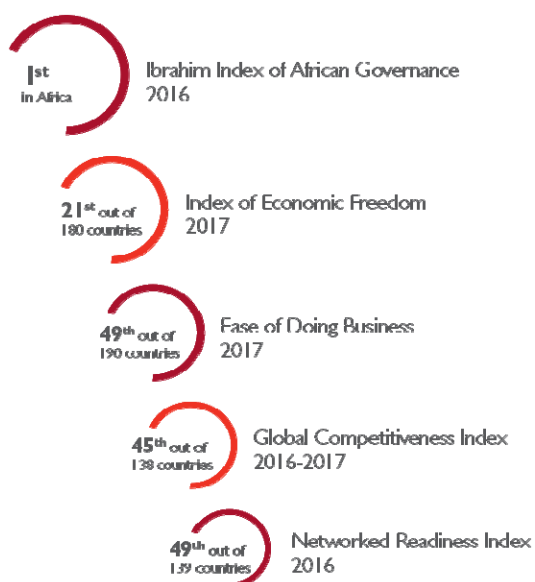 1st
in Africa
Ibrahim Index of African Governance
2016
21st out of
180 countries
Index of Economic Freedom
2017
49th out of
190 countries
Ease of Doing Business
2017
45th out of
138 countries
Global Competitiveness Index
2016-2017
49th out of
139 countries
Networked Readiness Index
2016